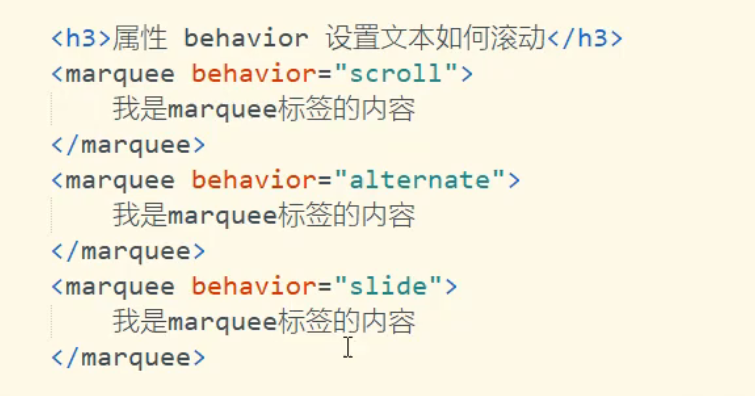 <h3>属性 behavior 设置文本如何滚动</h3>
<marquee behavior="scroll">
我是marquee标签的内容
</marquee>
<marquee behavior="alternate">
我是marquee标签的内容
</marquee>
<marquee behavior="slide">
我是marquee标签的内容
</marquee>